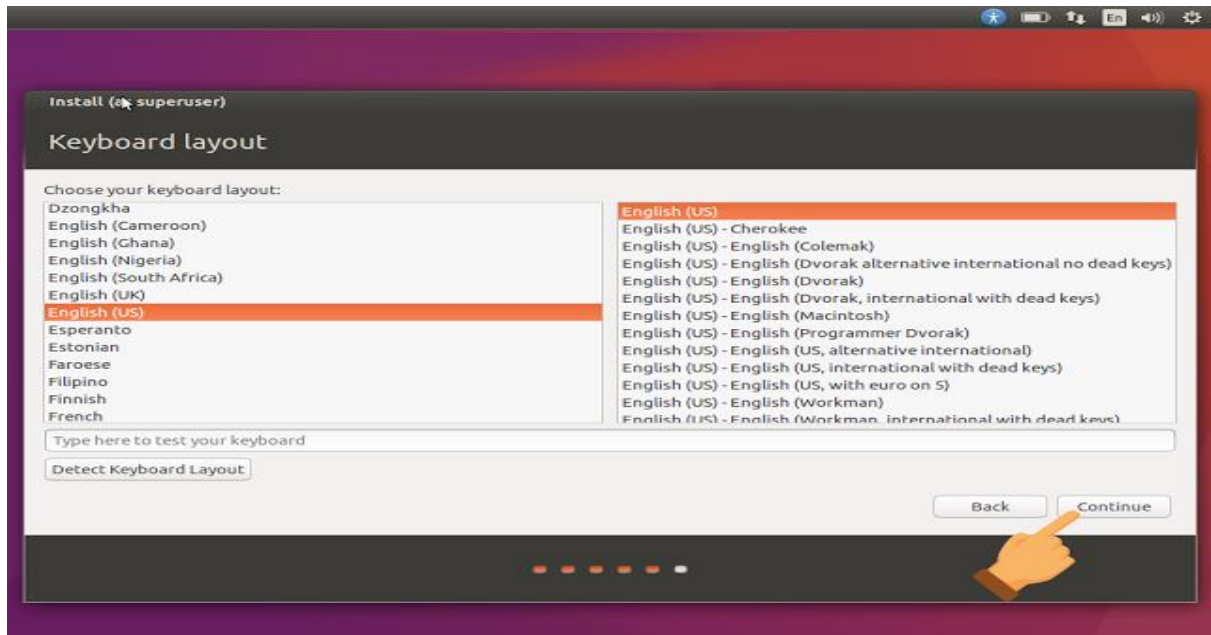 En
Install (as superuser)
Keyboard layout
Choose your keyboard layout:
Dzongkha
English (Cameroon)
English (Ghana)
English (Nigeria)
English (South Africa)
English (UK)
English (US)
Esperanto
Estonian
Faroese
Filipino
Finnish
French
English (US)
English (US) - Cherokee
English (US) - English (Colemak)
English (US) - English (Dvorak alternative international no dead keys)
English (US) - English (Dvorak)
English (US) - English (Dvorak, international with dead keys)
English (US) - English (Macintosh)
English (US) - English (Programmer Dvorak)
English (US) - English (US, alternative international)
English (US) - English (US, international with dead keys)
English (US) - English (US, with euro on 5)
English (US) - English (Workman)
English (US) - English (Workman, international with dead keys)
Type here to test your keyboard
Detect Keyboard Layout
Back
Continue